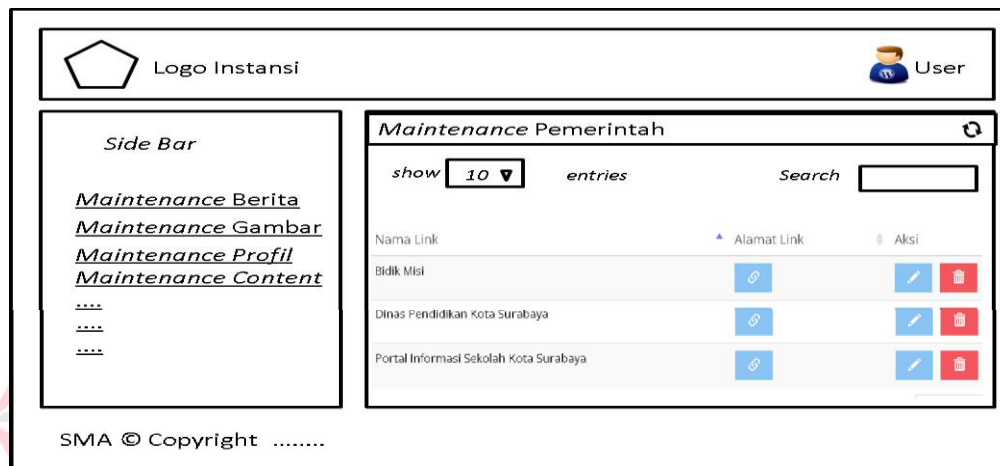 Logo Instansi
User
Side Bar
Maintenance Berita
Maintenance Gambar
Maintenance Profil
Maintenance Content
....
....
....
Maintenance Pemerintah
show 10 entries Search
Nama Link Alamat Link Aksi
Bidik Misi
Dinas Pendidikan Kota Surabaya
Portal Informasi Sekolah Kota Surabaya
SMA © Copyright ........